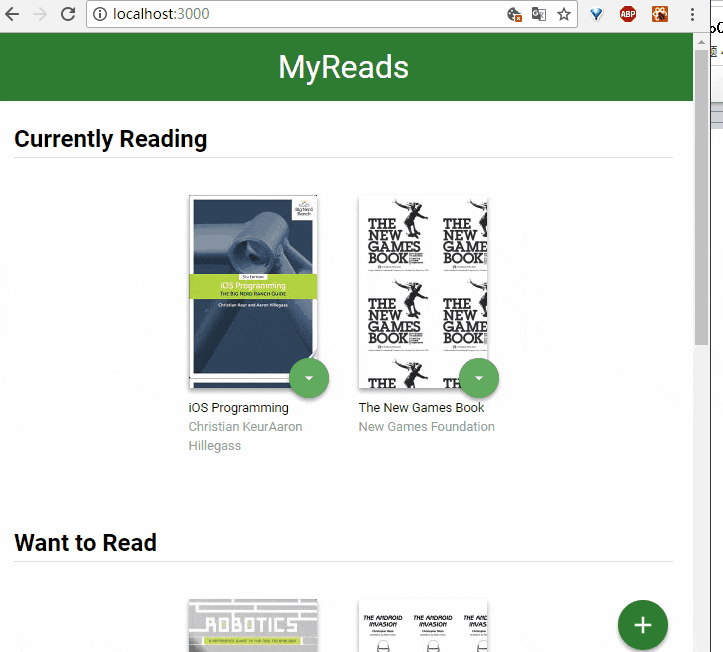 localhost:3000
ABP
MyReads
Currently Reading
Big Nerd
Ranch
5TH EDITION
iOS Programming
THE BIG NERD RANCH GUIDE
Christian Keur and Aaron Hillegass
THE
NEW
GAMES
BOOK
THE
NEW
GAMES
BOOK
THE
NEW
GAMES
BOOK
THE
NEW
GAMES
BOOK
THE
THE
iOS Programming
Christian KeurAaron
Hillegass
The New Games Book
New Games Foundation
Want to Read
ROBOTICS
THE ANDROID
INVASION
THE ANDROID
INVASION
THE AN
INVAS